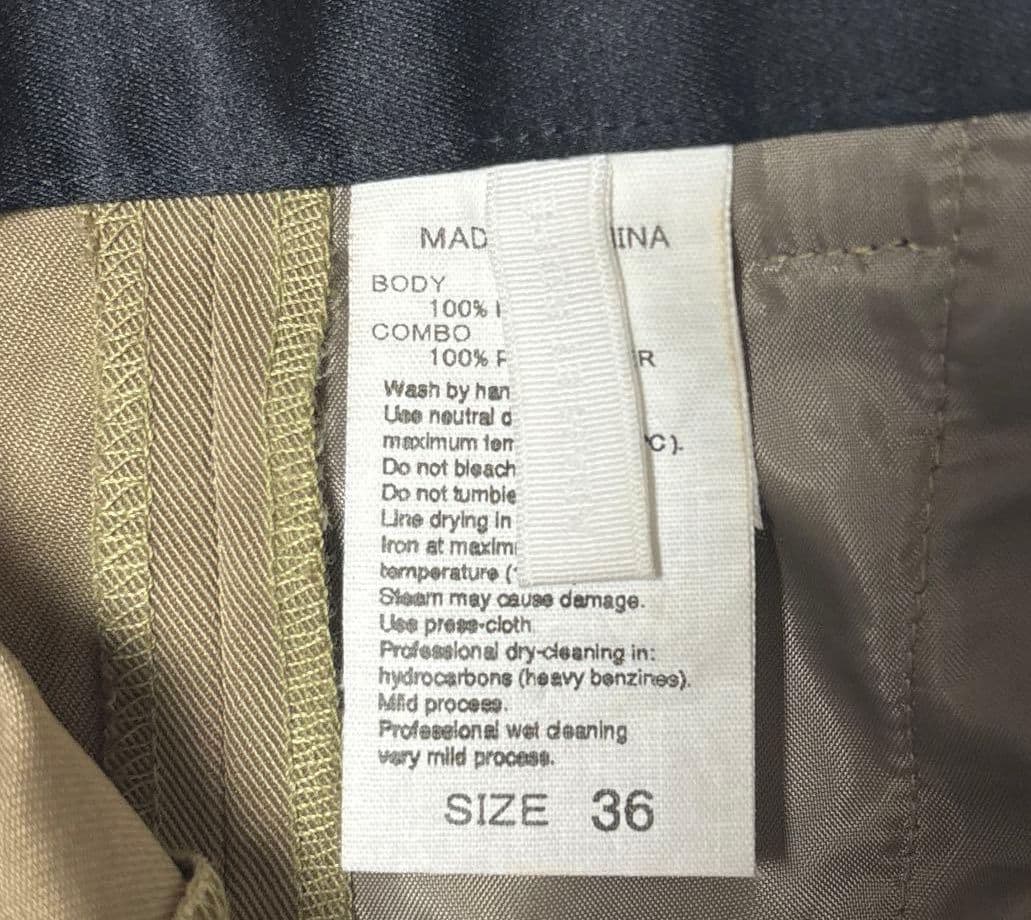 MAD INA
BODY
100%
COMBO
100% P R
Wash by han
Use neutral d
maximum tem °C ).
Do not bleach
Do not tumble
Line drying in
Iron at maxim
temperature (
Steam may cause damage.
Use press-cloth
Professional dry-cleaning in:
hydrocarbons (heavy benzines).
Mild process.
Professional wet cleaning
very mild process.
SIZE 36